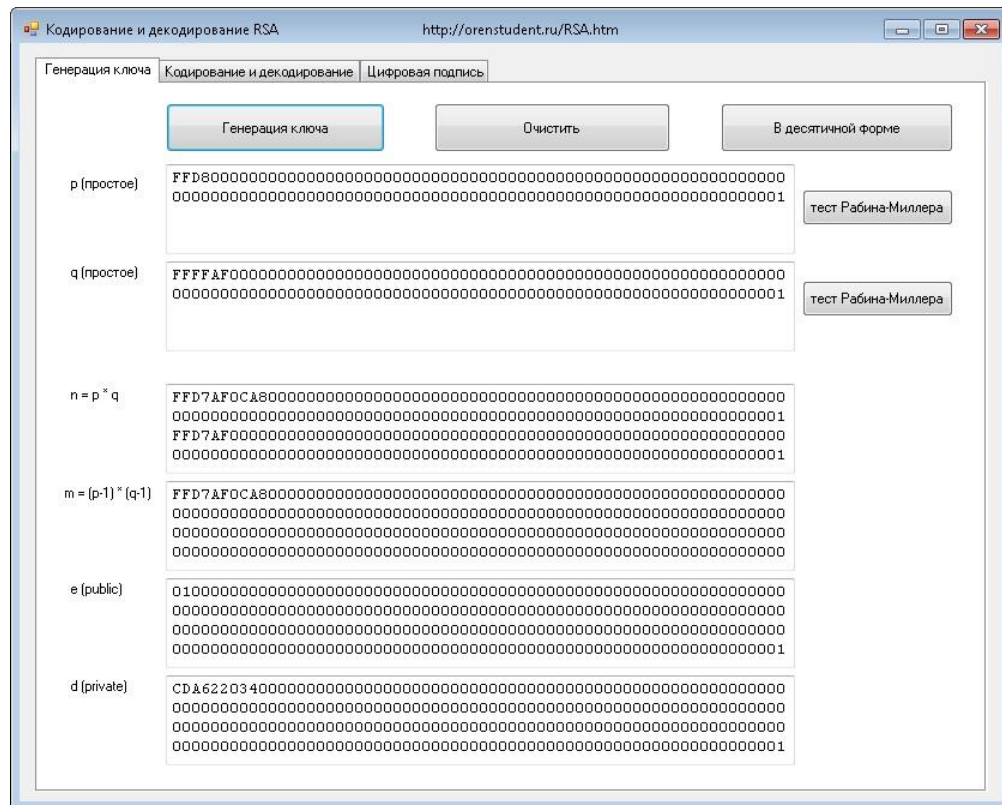 Кодирование и декодирование RSA http://orenstudent.ru/RSA.htm
Генерация ключа Кодирование и декодирование Цифровая подпись
Генерация ключа Очистить В десятичной форме
p (простое)
FFD8000000000000000000000000000000000000000000000000000000000000
0000000000000000000000000000000000000000000000000000000000000001
тест Рабина-Миллера
q (простое)
FFFFAF0000000000000000000000000000000000000000000000000000000000
0000000000000000000000000000000000000000000000000000000000000001
тест Рабина-Миллера
n = p * q
FFD7AF0CA8000000000000000000000000000000000000000000000000000000
0000000000000000000000000000000000000000000000000000000000000001
FFD7AF0000000000000000000000000000000000000000000000000000000000
0000000000000000000000000000000000000000000000000000000000000001
m = (p-1) * (q-1)
FFD7AF0CA8000000000000000000000000000000000000000000000000000000
0000000000000000000000000000000000000000000000000000000000000000
0000000000000000000000000000000000000000000000000000000000000000
0000000000000000000000000000000000000000000000000000000000000000
e (public)
0100000000000000000000000000000000000000000000000000000000000000
0000000000000000000000000000000000000000000000000000000000000000
0000000000000000000000000000000000000000000000000000000000000000
0000000000000000000000000000000000000000000000000000000000000001
d (private)
CDA6220340000000000000000000000000000000000000000000000000000000
0000000000000000000000000000000000000000000000000000000000000000
0000000000000000000000000000000000000000000000000000000000000000
0000000000000000000000000000000000000000000000000000000000000001